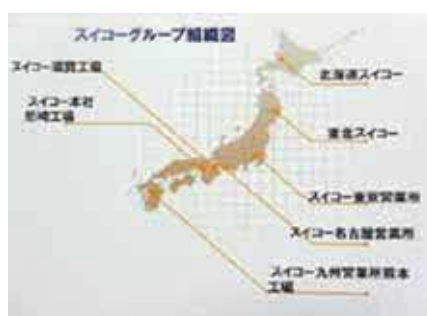 スイコーグループ組織図
スイコー滋賀工場
スイコー本社
尼崎工場
北海道スイコー
東北スイコー
スイコー東京営業所
スイコー名古屋営業所
スイコー九州営業所熊本
工場